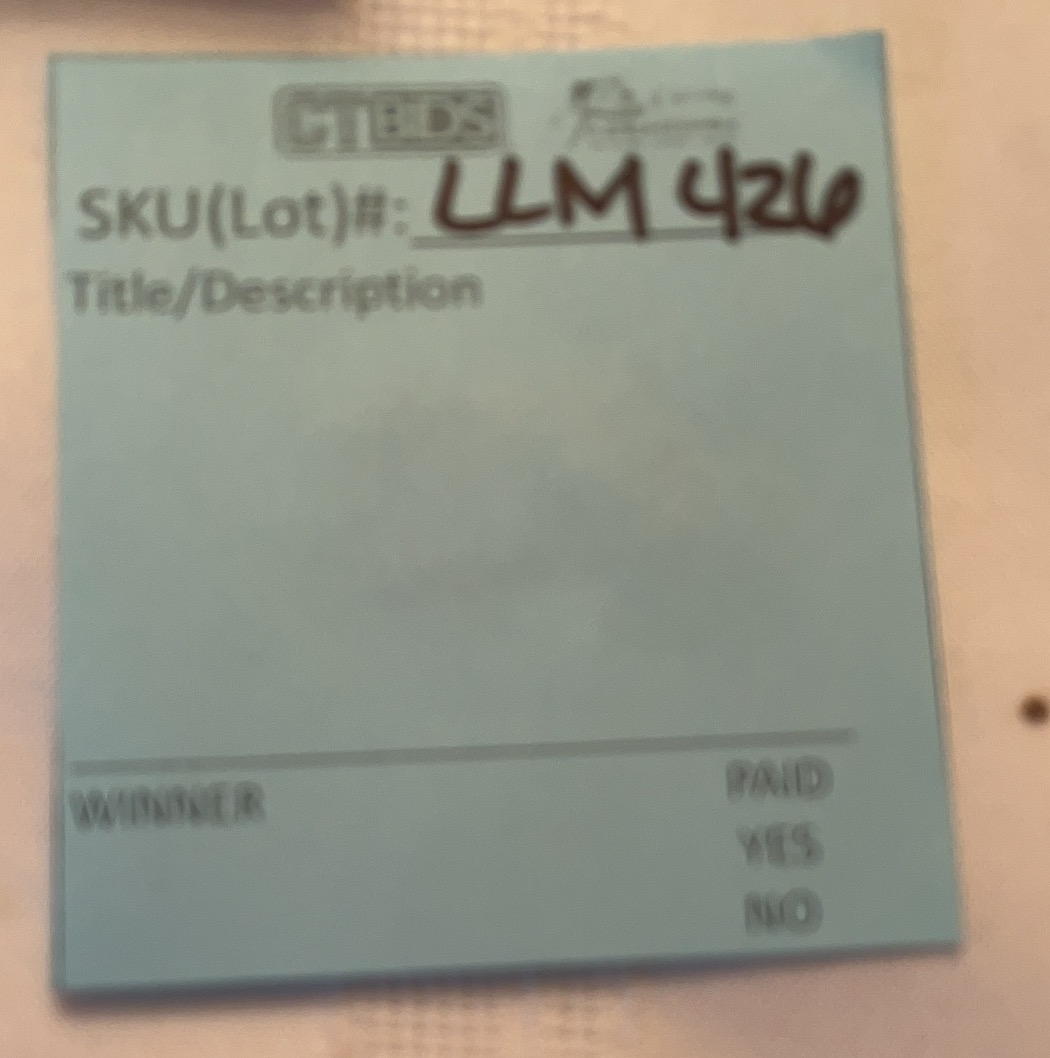 CTBIDS
SKU(Lot)#: LLM 426
Title/Description
WINNER
PAID
YES
NO